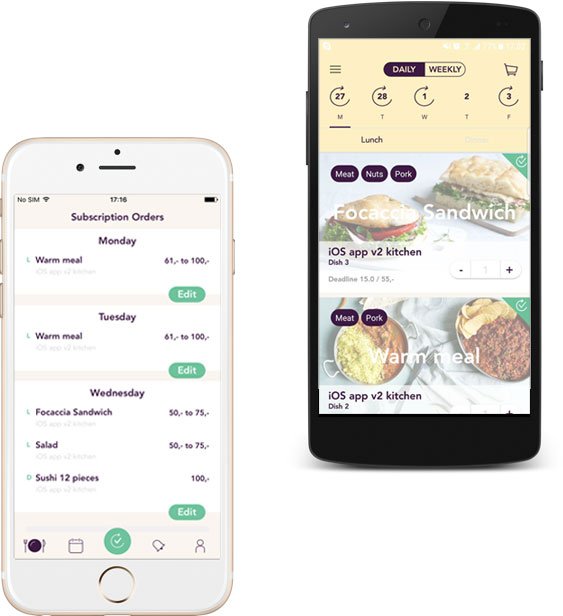 No SIM 17:16
Subscription Orders
Monday
L Warm meal 61,- to 100,-
iOS app v2 kitchen
Edit
Tuesday
L Warm meal 61,- to 100,-
iOS app v2 kitchen
Edit
Wednesday
L Focaccia Sandwich 50,- to 75,-
iOS app v2 kitchen
L Salad 50,- to 75,-
iOS app v2 kitchen
D Sushi 12 pieces 100,-
iOS app v2 kitchen
Edit
DAILY WEEKLY
27 28 1 2 3
M T W T F
Lunch Dinner
Meat Nuts Pork
Focaccia Sandwich
iOS app v2 kitchen
Dish 3
- 1 +
Deadline 15.0 / 55,-
Meat Pork
Warm meal
iOS app v2 kitchen
Dish 2
+